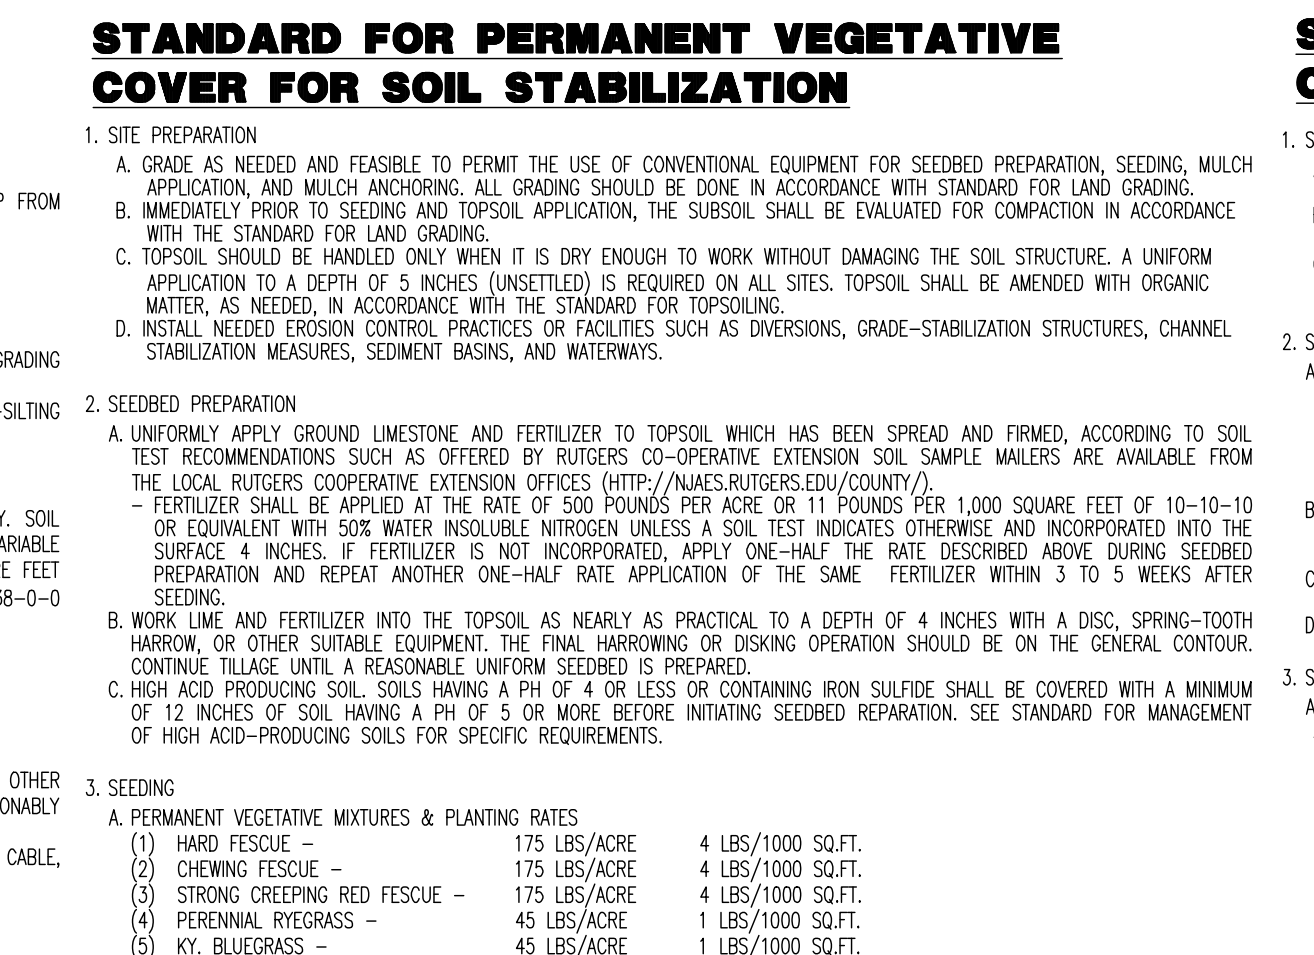 STANDARD FOR PERMANENT VEGETATIVE
COVER FOR SOIL STABILIZATION
1. SITE PREPARATION
A. GRADE AS NEEDED AND FEASIBLE TO PERMIT THE USE OF CONVENTIONAL EQUIPMENT FOR SEEDBED PREPARATION, SEEDING, MULCH
APPLICATION, AND MULCH ANCHORING. ALL GRADING SHOULD BE DONE IN ACCORDANCE WITH STANDARD FOR LAND GRADING.
B. IMMEDIATELY PRIOR TO SEEDING AND TOPSOIL APPLICATION, THE SUBSOIL SHALL BE EVALUATED FOR COMPACTION IN ACCORDANCE
WITH THE STANDARD FOR LAND GRADING.
C. TOPSOIL SHOULD BE HANDLED ONLY WHEN IT IS DRY ENOUGH TO WORK WITHOUT DAMAGING THE SOIL STRUCTURE. A UNIFORM
APPLICATION TO A DEPTH OF 5 INCHES (UNSETTLED) IS REQUIRED ON ALL SITES. TOPSOIL SHALL BE AMENDED WITH ORGANIC
MATTER, AS NEEDED, IN ACCORDANCE WITH THE STANDARD FOR TOPSOILING.
D. INSTALL NEEDED EROSION CONTROL PRACTICES OR FACILITIES SUCH AS DIVERSIONS, GRADE-STABILIZATION STRUCTURES, CHANNEL
STABILIZATION MEASURES, SEDIMENT BASINS, AND WATERWAYS.
2. SEEDBED PREPARATION
A. UNIFORMLY APPLY GROUND LIMESTONE AND FERTILIZER TO TOPSOIL WHICH HAS BEEN SPREAD AND FIRMED, ACCORDING TO SOIL
TEST RECOMMENDATIONS SUCH AS OFFERED BY RUTGERS CO-OPERATIVE EXTENSION SOIL SAMPLE MAILERS ARE AVAILABLE FROM
THE LOCAL RUTGERS COOPERATIVE EXTENSION OFFICES (HTTP://NJAES.RUTGERS.EDU/COUNTY/).
- FERTILIZER SHALL BE APPLIED AT THE RATE OF 500 POUNDS PER ACRE OR 11 POUNDS PER 1,000 SQUARE FEET OF 10-10-10
OR EQUIVALENT WITH 50% WATER INSOLUBLE NITROGEN UNLESS A SOIL TEST INDICATES OTHERWISE AND INCORPORATED INTO THE
SURFACE 4 INCHES. IF FERTILIZER IS NOT INCORPORATED, APPLY ONE-HALF THE RATE DESCRIBED ABOVE DURING SEEDBED
PREPARATION AND REPEAT ANOTHER ONE-HALF RATE APPLICATION OF THE SAME FERTILIZER WITHIN 3 TO 5 WEEKS AFTER
SEEDING.
B. WORK LIME AND FERTILIZER INTO THE TOPSOIL AS NEARLY AS PRACTICAL TO A DEPTH OF 4 INCHES WITH A DISC, SPRING-TOOTH
HARROW, OR OTHER SUITABLE EQUIPMENT. THE FINAL HARROWING OR DISKING OPERATION SHOULD BE ON THE GENERAL CONTOUR.
CONTINUE TILLAGE UNTIL A REASONABLE UNIFORM SEEDBED IS PREPARED.
C. HIGH ACID PRODUCING SOIL. SOILS HAVING A PH OF 4 OR LESS OR CONTAINING IRON SULFIDE SHALL BE COVERED WITH A MINIMUM
OF 12 INCHES OF SOIL HAVING A PH OF 5 OR MORE BEFORE INITIATING SEEDBED REPARATION. SEE STANDARD FOR MANAGEMENT
OF HIGH ACID-PRODUCING SOILS FOR SPECIFIC REQUIREMENTS.
3. SEEDING
A. PERMANENT VEGETATIVE MIXTURES & PLANTING RATES
(1) HARD FESCUE - 175 LBS/ACRE 4 LBS/1000 SQ.FT.
(2) CHEWING FESCUE - 175 LBS/ACRE 4 LBS/1000 SQ.FT.
(3) STRONG CREEPING RED FESCUE - 175 LBS/ACRE 4 LBS/1000 SQ.FT.
(4) PERENNIAL RYEGRASS - 45 LBS/ACRE 1 LBS/1000 SQ.FT.
(5) KY. BLUEGRASS - 45 LBS/ACRE 1 LBS/1000 SQ.FT.
FROM
GRADING
-SILTING
SOIL
FEET
38-0-0
OTHER
CABLE,
1.
2.
3.